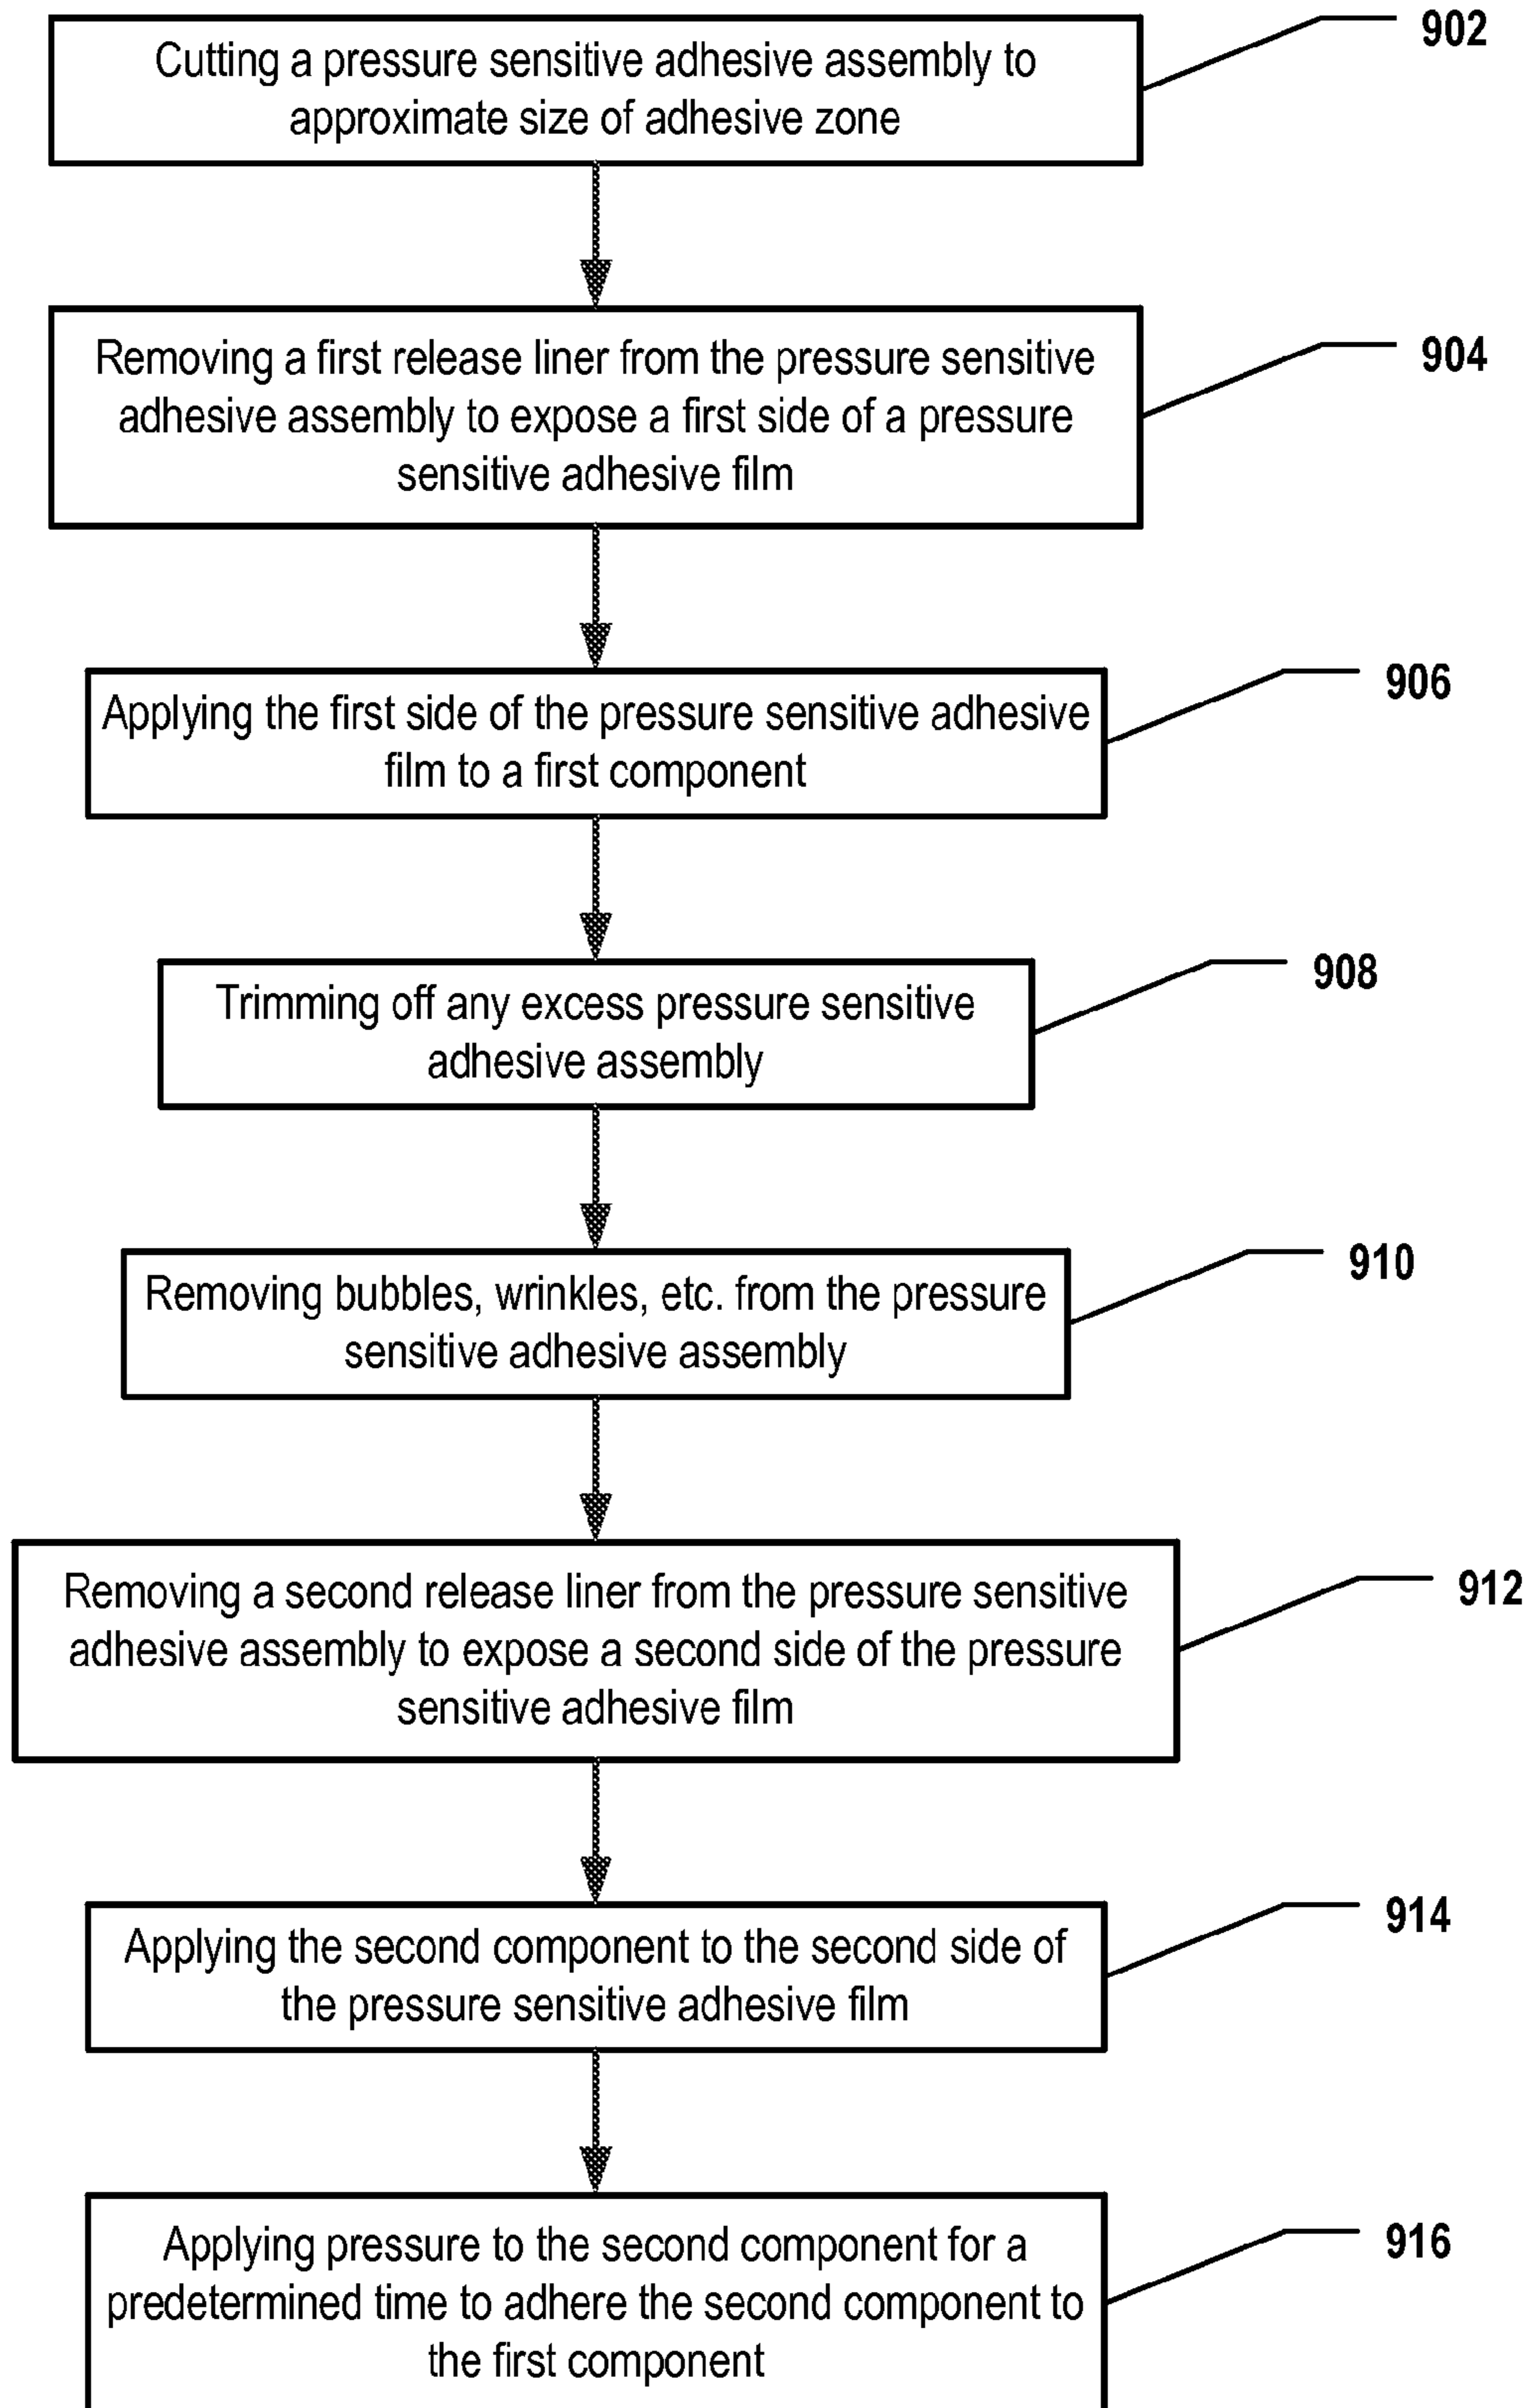 Cutting a pressure sensitive adhesive assembly to
approximate size of adhesive zone
902
Removing a first release liner from the pressure sensitive
adhesive assembly to expose a first side of a pressure
sensitive adhesive film
904
Applying the first side of the pressure sensitive adhesive
film to a first component
906
Trimming off any excess pressure sensitive
adhesive assembly
908
Removing bubbles, wrinkles, etc. from the pressure
sensitive adhesive assembly
910
Removing a second release liner from the pressure sensitive
adhesive assembly to expose a second side of the pressure
sensitive adhesive film
912
Applying the second component to the second side of
the pressure sensitive adhesive film
914
Applying pressure to the second component for a
predetermined time to adhere the second component to
the first component
916